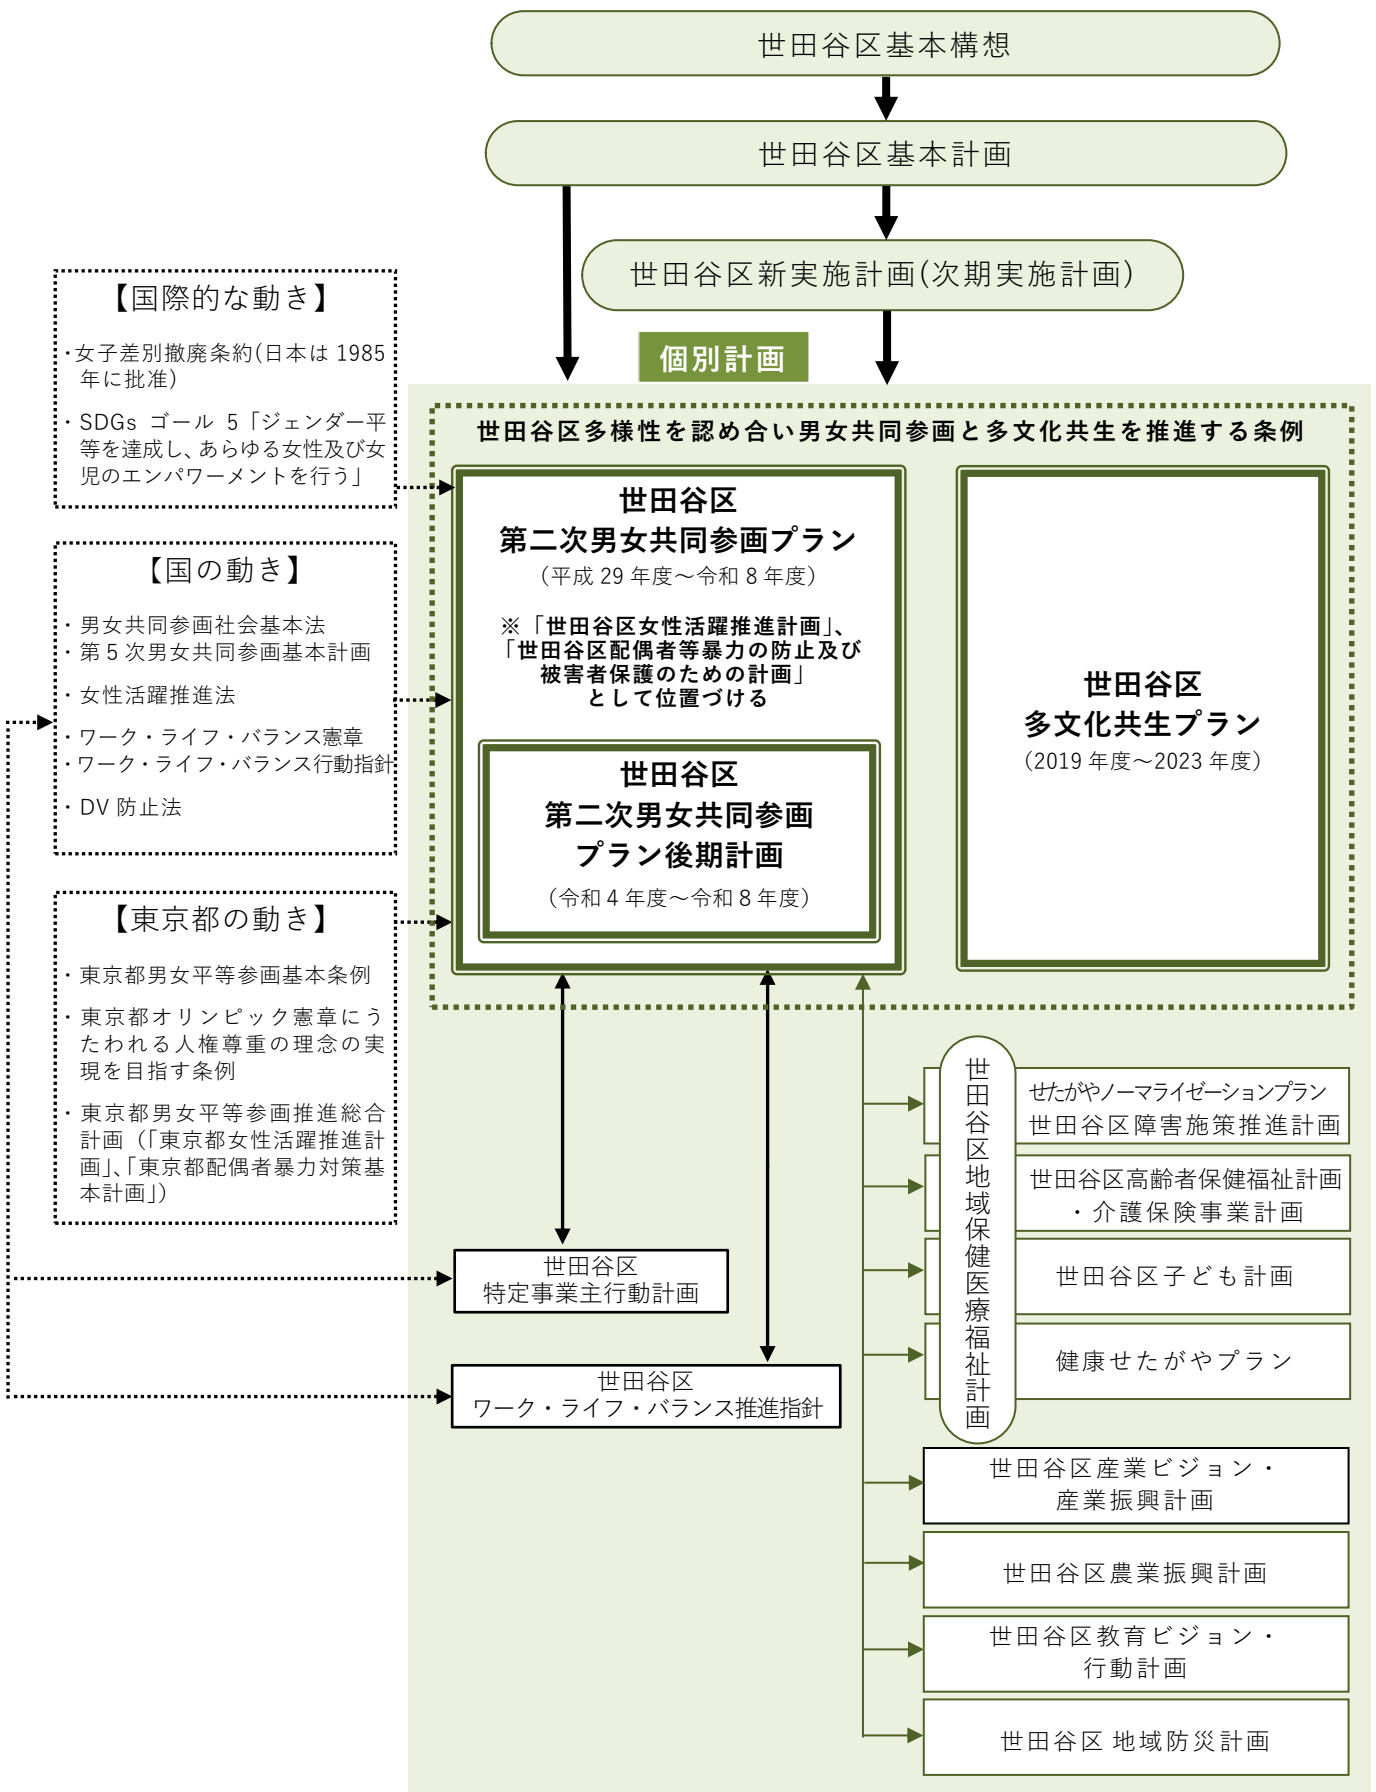 世田谷区基本構想
世田谷区基本計画
世田谷区新実施計画(次期実施計画)
【国際的な動き】
・女子差別撤廃条約(日本は 1985
年に批准)
・SDGs ゴール 5「ジェンダー平
等を達成し、あらゆる女性及び女
児のエンパワーメントを行う」
【国の動き】
・男女共同参画社会基本法
・第５次男女共同参画基本計画
・女性活躍推進法
・ワーク・ライフ・バランス憲章
・ワーク・ライフ・バランス行動指針
・DV 防止法
【東京都の動き】
・東京都男女平等参画基本条例
・東京都オリンピック憲章にう
たわれる人権尊重の理念の実
現を目指す条例
・東京都男女平等参画推進総合
計画（「東京都女性活躍推進計
画」、「東京都配偶者暴力対策基
本計画」）
個別計画
世田谷区多様性を認め合い男女共同参画と多文化共生を推進する条例
世田谷区
第二次男女共同参画プラン
（平成 29 年度～令和 8 年度）
※「世田谷区女性活躍推進計画」、
「世田谷区配偶者等暴力の防止及び
被害者保護のための計画」
として位置づける
世田谷区
第二次男女共同参画
プラン後期計画
（令和 4 年度～令和 8 年度）
世田谷区
多文化共生プラン
（2019 年度～2023 年度）
世田谷区
特定事業主行動計画
世田谷区
ワーク・ライフ・バランス推進指針
世田谷区地域保健医療福祉計画
せたがやノーマライゼーションプラン
世田谷区障害施策推進計画
世田谷区高齢者保健福祉計画
・介護保険事業計画
世田谷区子ども計画
健康せたがやプラン
世田谷区産業ビジョン・
産業振興計画
世田谷区農業振興計画
世田谷区教育ビジョン・
行動計画
世田谷区 地域防災計画